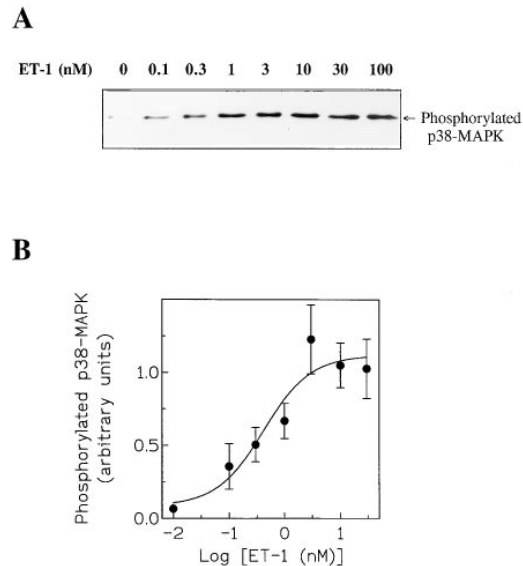 A
ET-1 (nM) 0 0.1 0.3 1 3 10 30 100
← Phosphorylated
p38-MAPK
B
Phosphorylated p38-MAPK
(arbitrary units)
1.0
0.5
0.0
-2 -1 0 1
Log [ET-1 (nM)]